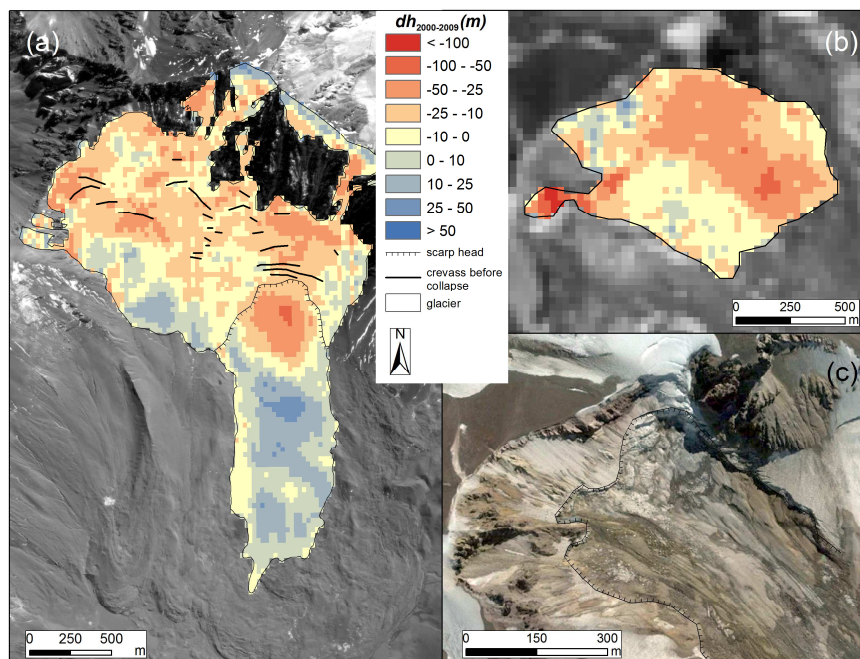 (a)
dh2000-2009 (m)
< -100
-100 - -50
-50 - -25
-25 - -10
-10 - 0
0 - 10
10 - 25
25 - 50
> 50
scarp head
crevass before
collapse
glacier
N
0 250 500
m
(b)
0 250 500
m
(c)
0 150 300
m